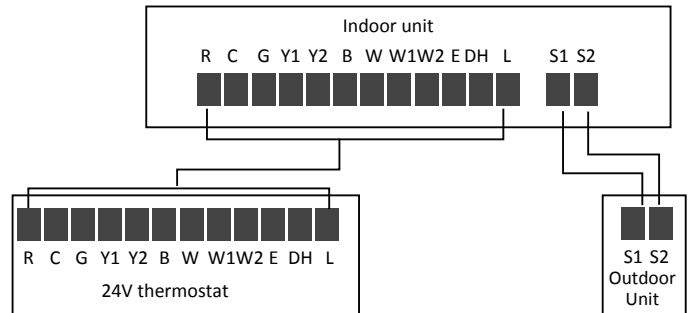 Indoor unit
R C G Y1 Y2 B W W1W2 E DH L S1 S2
R C G Y1 Y2 B W W1W2 E DH L
24V thermostat
S1 S2
Outdoor
Unit